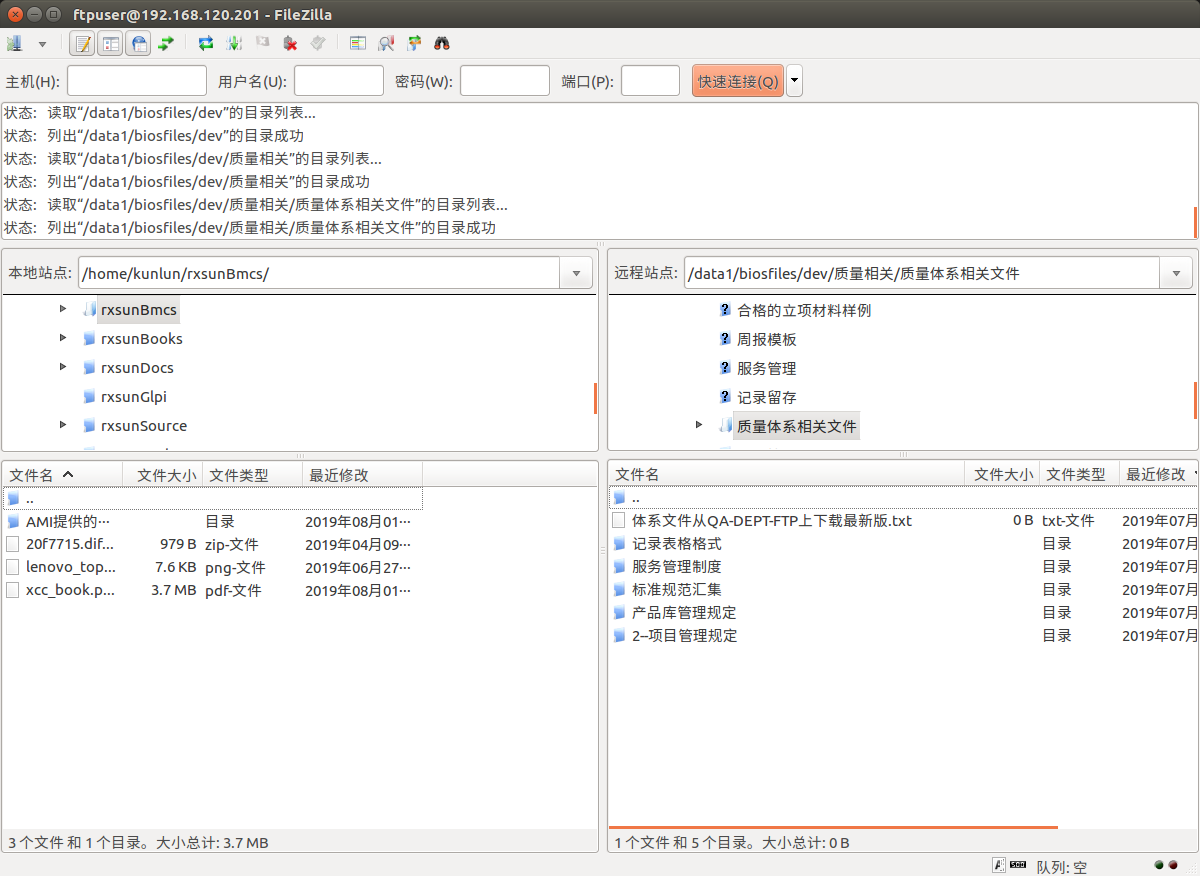 ftpuser@192.168.120.201 - FileZilla
主机(H): 用户名(U): 密码(W): 端口(P): 快速连接(Q)
状态: 读取“/data1/biosfiles/dev”的目录列表...
状态: 列出“/data1/biosfiles/dev”的目录成功
状态: 读取“/data1/biosfiles/dev/质量相关”的目录列表...
状态: 列出“/data1/biosfiles/dev/质量相关”的目录成功
状态: 读取“/data1/biosfiles/dev/质量相关/质量体系相关文件”的目录列表...
状态: 列出“/data1/biosfiles/dev/质量相关/质量体系相关文件”的目录成功
本地站点: /home/kunlun/rxsunBmcs/
rxsunBmcs
rxsunBooks
rxsunDocs
rxsunGlpi
rxsunSource
文件名 文件大小 文件类型 最近修改
..
AMI提供的… 目录 2019年08月01…
20f7715.dif... 979 B zip-文件 2019年04月09…
lenovo_top... 7.6 KB png-文件 2019年06月27…
xcc_book.p... 3.7 MB pdf-文件 2019年08月01…
3 个文件 和 1 个目录。大小总计: 3.7 MB
远程站点: /data1/biosfiles/dev/质量相关/质量体系相关文件
合格的立项材料样例
周报模板
服务管理
记录留存
质量体系相关文件
文件名 文件大小 文件类型 最近修改
..
体系文件从QA-DEPT-FTP上下载最新版.txt 0 B txt-文件 2019年07月
记录表格格式 目录 2019年07月
服务管理制度 目录 2019年07月
标准规范汇集 目录 2019年07月
产品库管理规定 目录 2019年07月
2--项目管理规定 目录 2019年07月
1 个文件 和 5 个目录。大小总计: 0 B
队列: 空